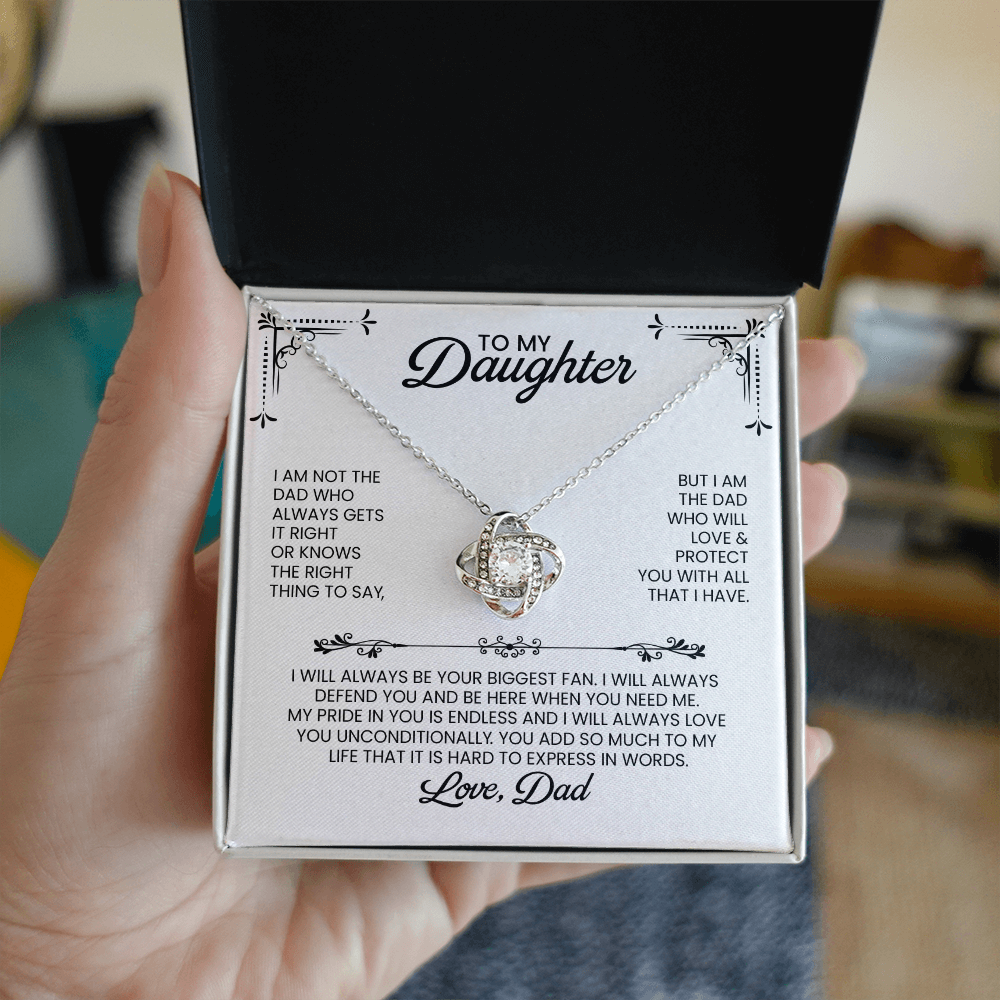 TO MY
Daughter
I AM NOT THE
DAD WHO
ALWAYS GETS
IT RIGHT
OR KNOWS
THE RIGHT
THING TO SAY,
BUT I AM
THE DAD
WHO WILL
LOVE &
PROTECT
YOU WITH ALL
THAT I HAVE.
I WILL ALWAYS BE YOUR BIGGEST FAN. I WILL ALWAYS
DEFEND YOU AND BE HERE WHEN YOU NEED ME.
MY PRIDE IN YOU IS ENDLESS AND I WILL ALWAYS LOVE
YOU UNCONDITIONALLY. YOU ADD SO MUCH TO MY
LIFE THAT IT IS HARD TO EXPRESS IN WORDS.
Love, Dad